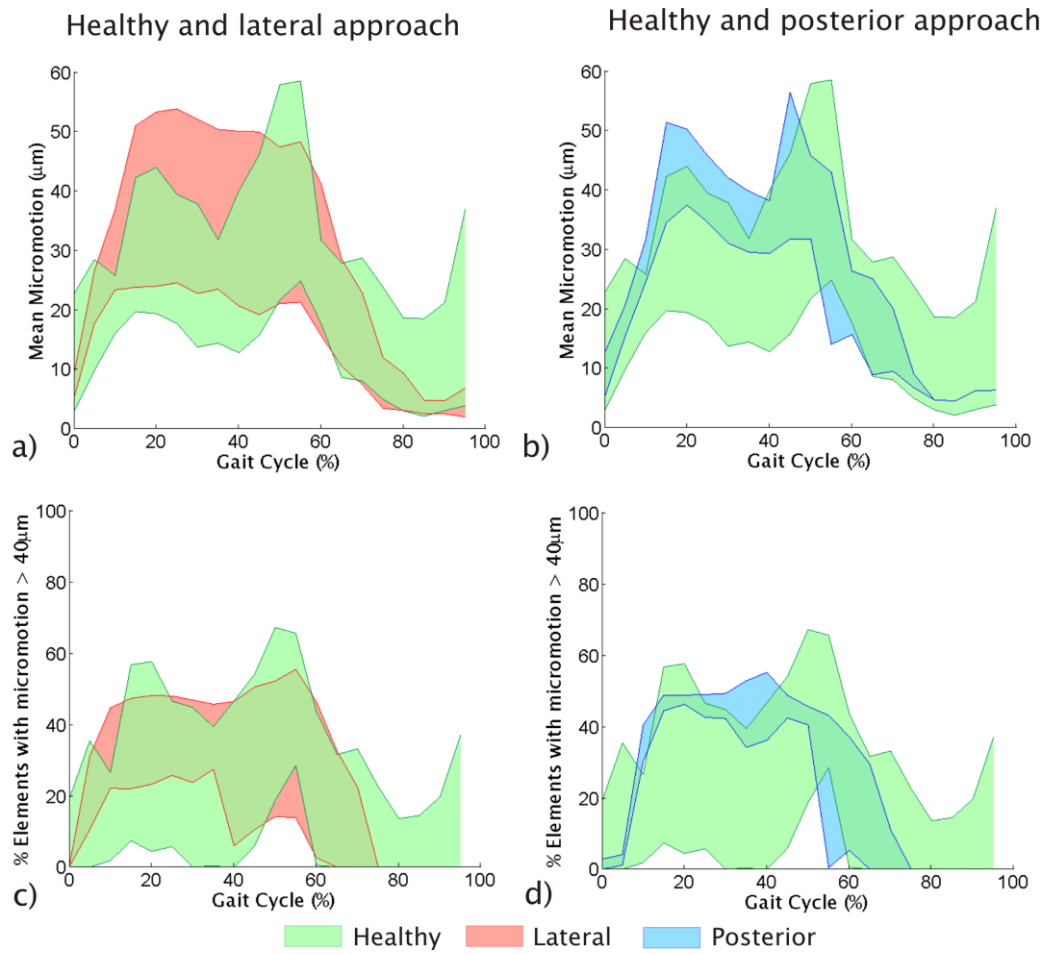 Healthy and lateral approach
Healthy and posterior approach
60
50
40
30
20
10
0
Mean Micromotion (μm)
0 20 40 60 80 100
Gait Cycle (%)
a)
60
50
40
30
20
10
0
Mean Micromotion (μm)
0 20 40 60 80 100
Gait Cycle (%)
b)
100
80
60
40
20
0
% Elements with micromotion > 40μm
0 20 40 60 80 100
Gait Cycle (%)
c)
100
80
60
40
20
0
% Elements with micromotion > 40μm
0 20 40 60 80 100
Gait Cycle (%)
d)
Healthy Lateral Posterior